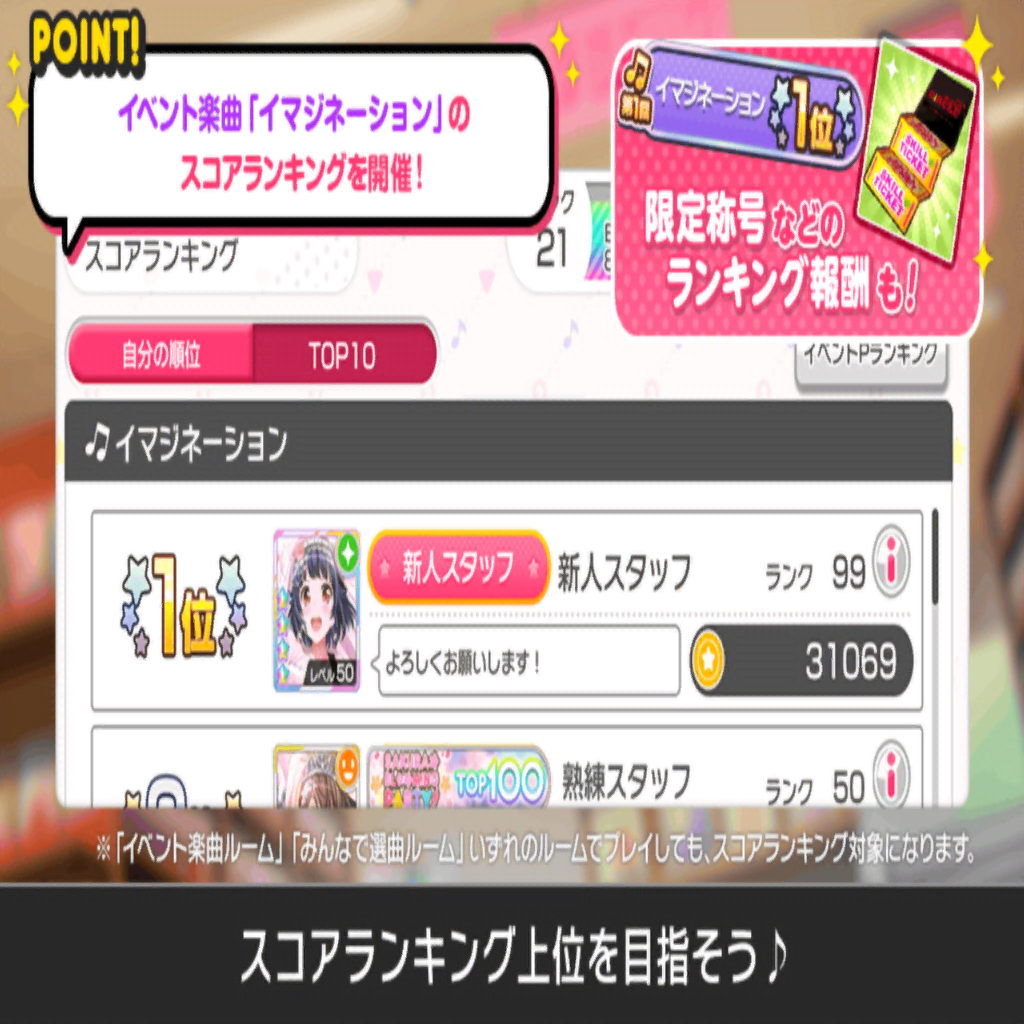 POINT!
イベント楽曲「イマジネーション」の
スコアランキングを開催！
第1回
イマジネーション
1位
SKILL TICKET
SKILL TICKET
限定称号などの
ランキング報酬も！
スコアランキング
ク
21
自分の順位
TOP10
イベントPランキング
イマジネーション
1位
レベル50
新人スタッフ
新人スタッフ
ランク 99
よろしくお願いします！
31069
TOP100
熟練スタッフ
ランク 50
※「イベント楽曲ルーム」「みんなで選曲ルーム」いずれのルームでプレイしても、スコアランキング対象になります。
スコアランキング上位を目指そう♪